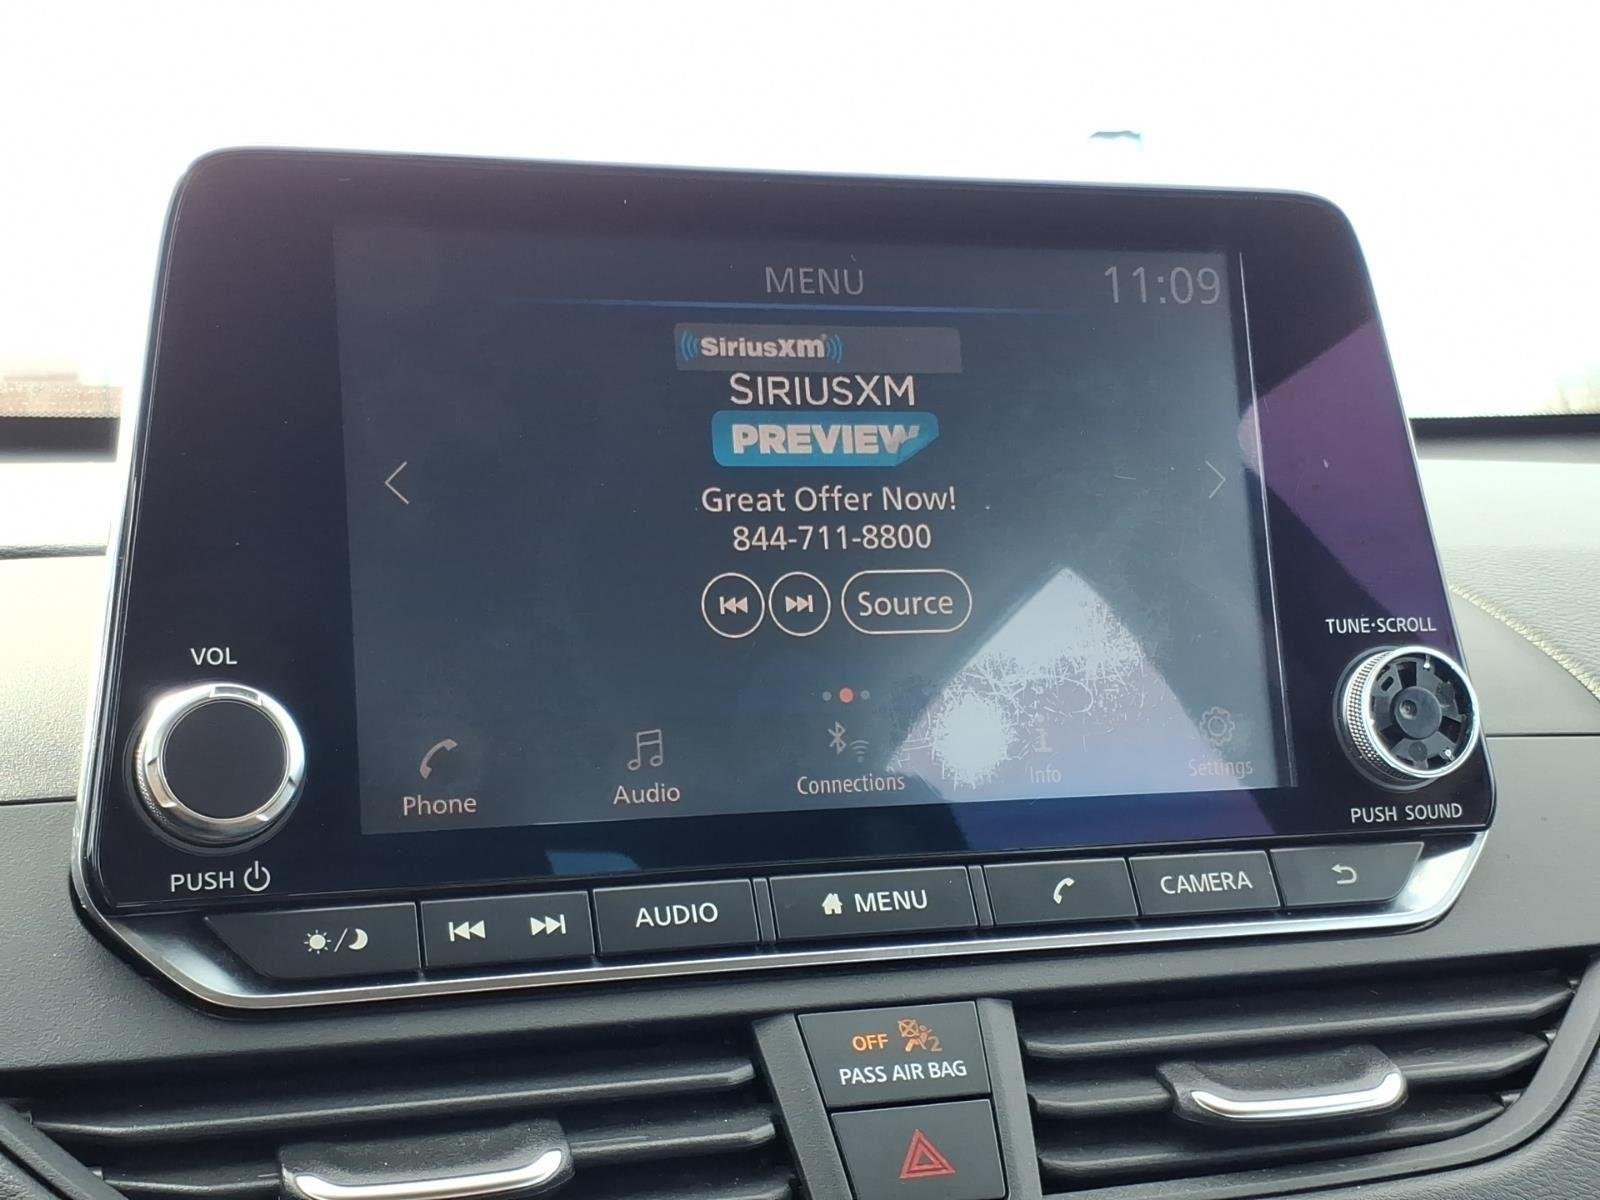 MENU
11:09
SiriusXM
SIRIUSXM
PREVIEW
Great Offer Now!
844-711-8800
Source
Phone
Audio
Connections
Info
Settings
VOL
PUSH
TUNE·SCROLL
PUSH SOUND
AUDIO
MENU
CAMERA
OFF
2
PASS AIR BAG